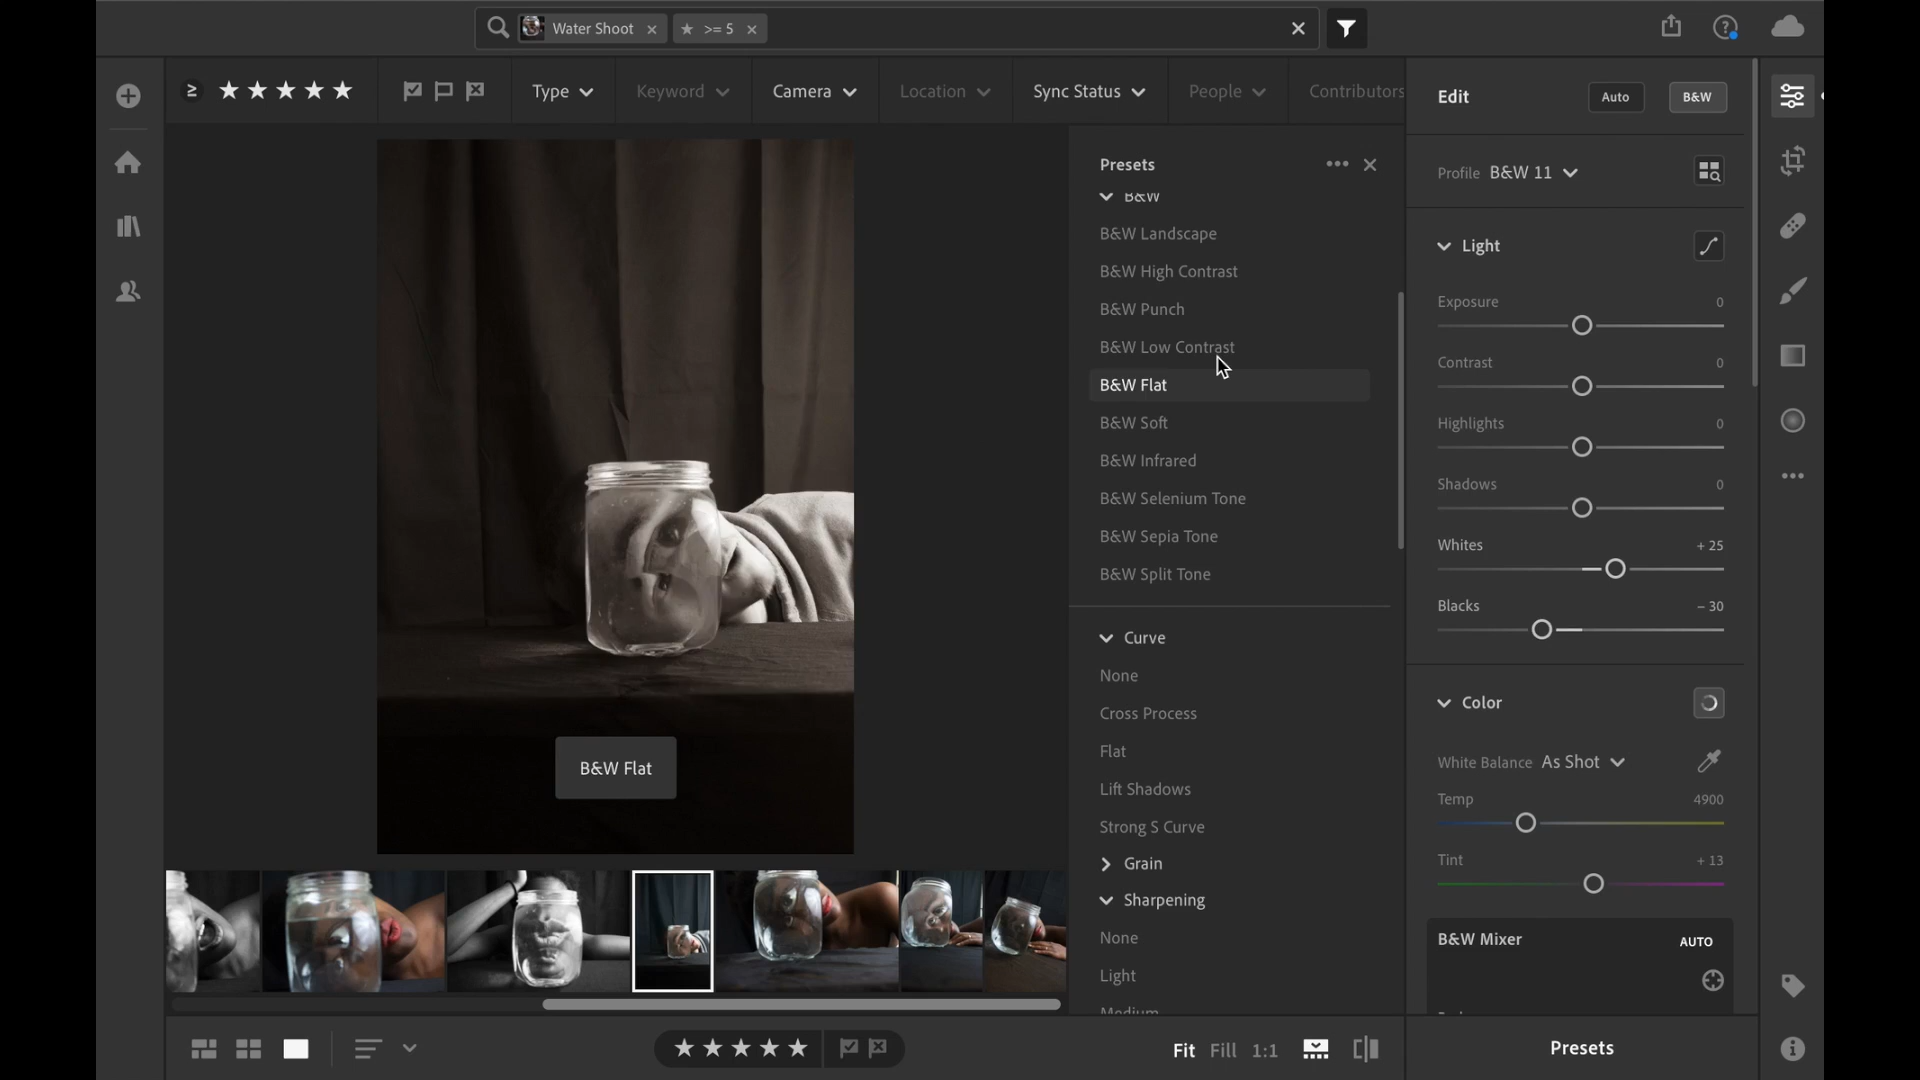 Water Shoot
>= 5
≥
Type
Keyword
Camera
Location
Sync Status
People
Contributors
Edit
Auto
B&W
Profile B&W 11
Light
Exposure 0
Contrast 0
Highlights 0
Shadows 0
Whites + 25
Blacks – 30
Color
White Balance As Shot
Temp 4900
Tint + 13
B&W Mixer AUTO
Presets
Presets
B&W
B&W Landscape
B&W High Contrast
B&W Punch
B&W Low Contrast
B&W Flat
B&W Soft
B&W Infrared
B&W Selenium Tone
B&W Sepia Tone
B&W Split Tone
Curve
None
Cross Process
Flat
Lift Shadows
Strong S Curve
Grain
Sharpening
None
Light
Medium
B&W Flat
Fit Fill 1:1